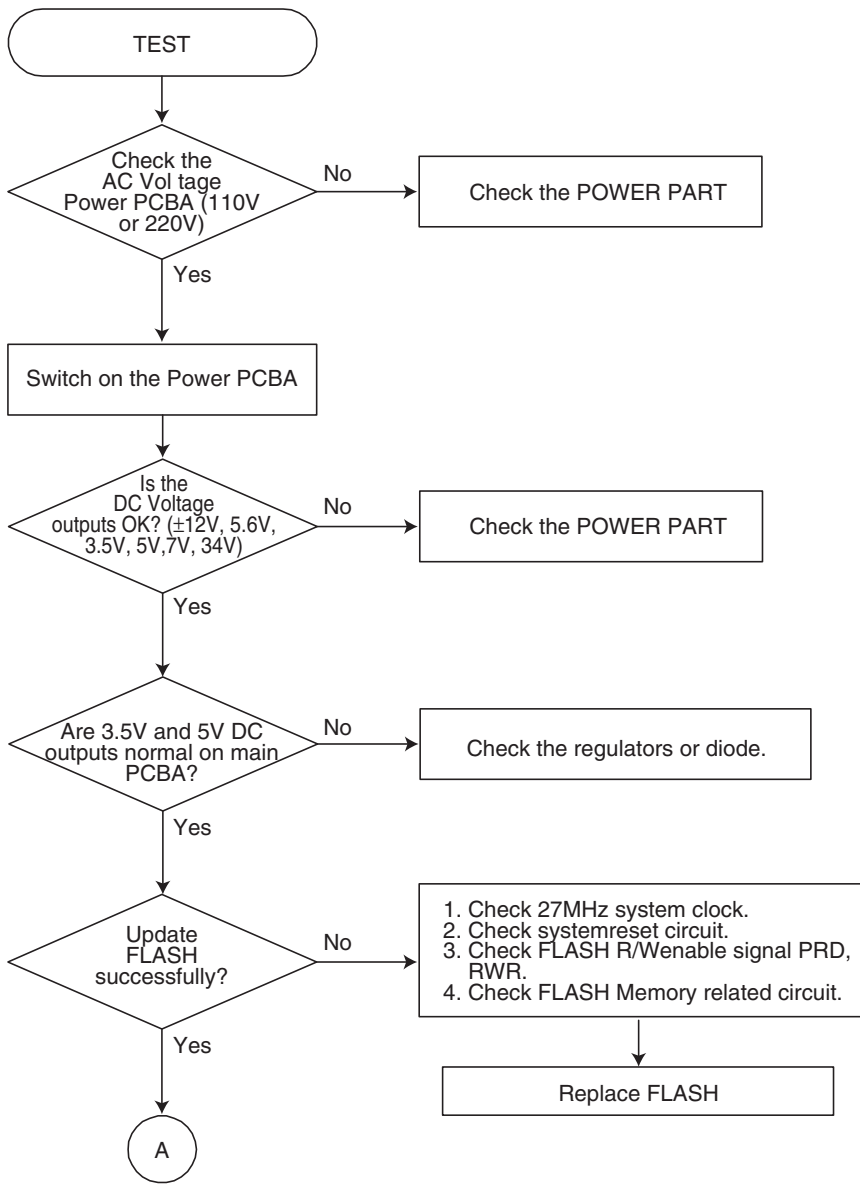 TEST
Check the
AC Vol tage
Power PCBA (110V
or 220V)
No
Check the POWER PART
Yes
Switch on the Power PCBA
Is the
DC Voltage
outputs OK? (±12V, 5.6V,
3.5V, 5V,7V, 34V)
No
Check the POWER PART
Yes
Are 3.5V and 5V DC
outputs normal on main
PCBA?
No
Check the regulators or diode.
Yes
Update
FLASH
successfully?
No
1. Check 27MHz system clock.
2. Check systemreset circuit.
3. Check FLASH R/Wenable signal PRD,
RWR.
4. Check FLASH Memory related circuit.
Yes
Replace FLASH
A